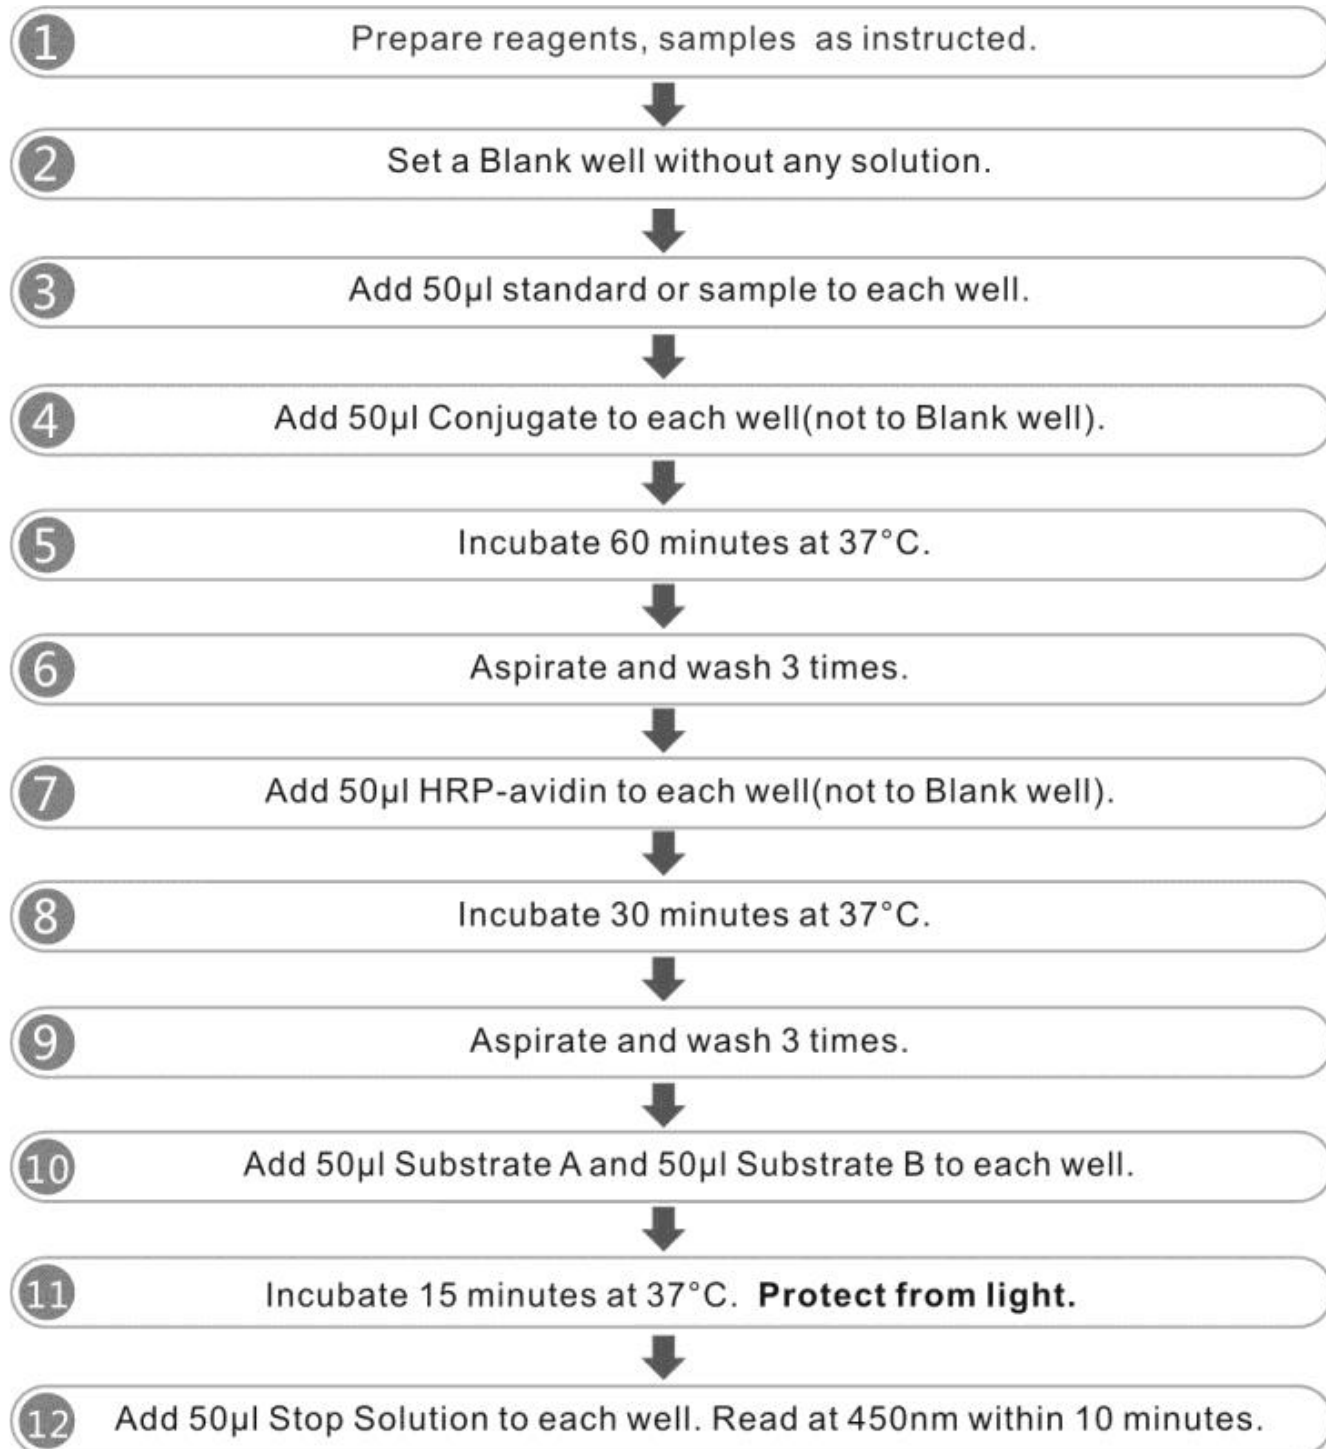 1 Prepare reagents, samples as instructed.
2 Set a Blank well without any solution.
3 Add 50µl standard or sample to each well.
4 Add 50µl Conjugate to each well(not to Blank well).
5 Incubate 60 minutes at 37°C.
6 Aspirate and wash 3 times.
7 Add 50µl HRP-avidin to each well(not to Blank well).
8 Incubate 30 minutes at 37°C.
9 Aspirate and wash 3 times.
10 Add 50µl Substrate A and 50µl Substrate B to each well.
11 Incubate 15 minutes at 37°C. Protect from light.
12 Add 50µl Stop Solution to each well. Read at 450nm within 10 minutes.